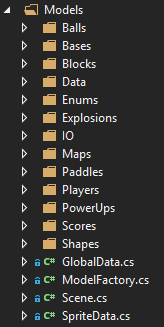 Models
Balls
Bases
Blocks
Data
Enums
Explosions
IO
Maps
Paddles
Players
PowerUps
Scores
Shapes
C# GlobalData.cs
C# ModelFactory.cs
C# Scene.cs
C# SpriteData.cs